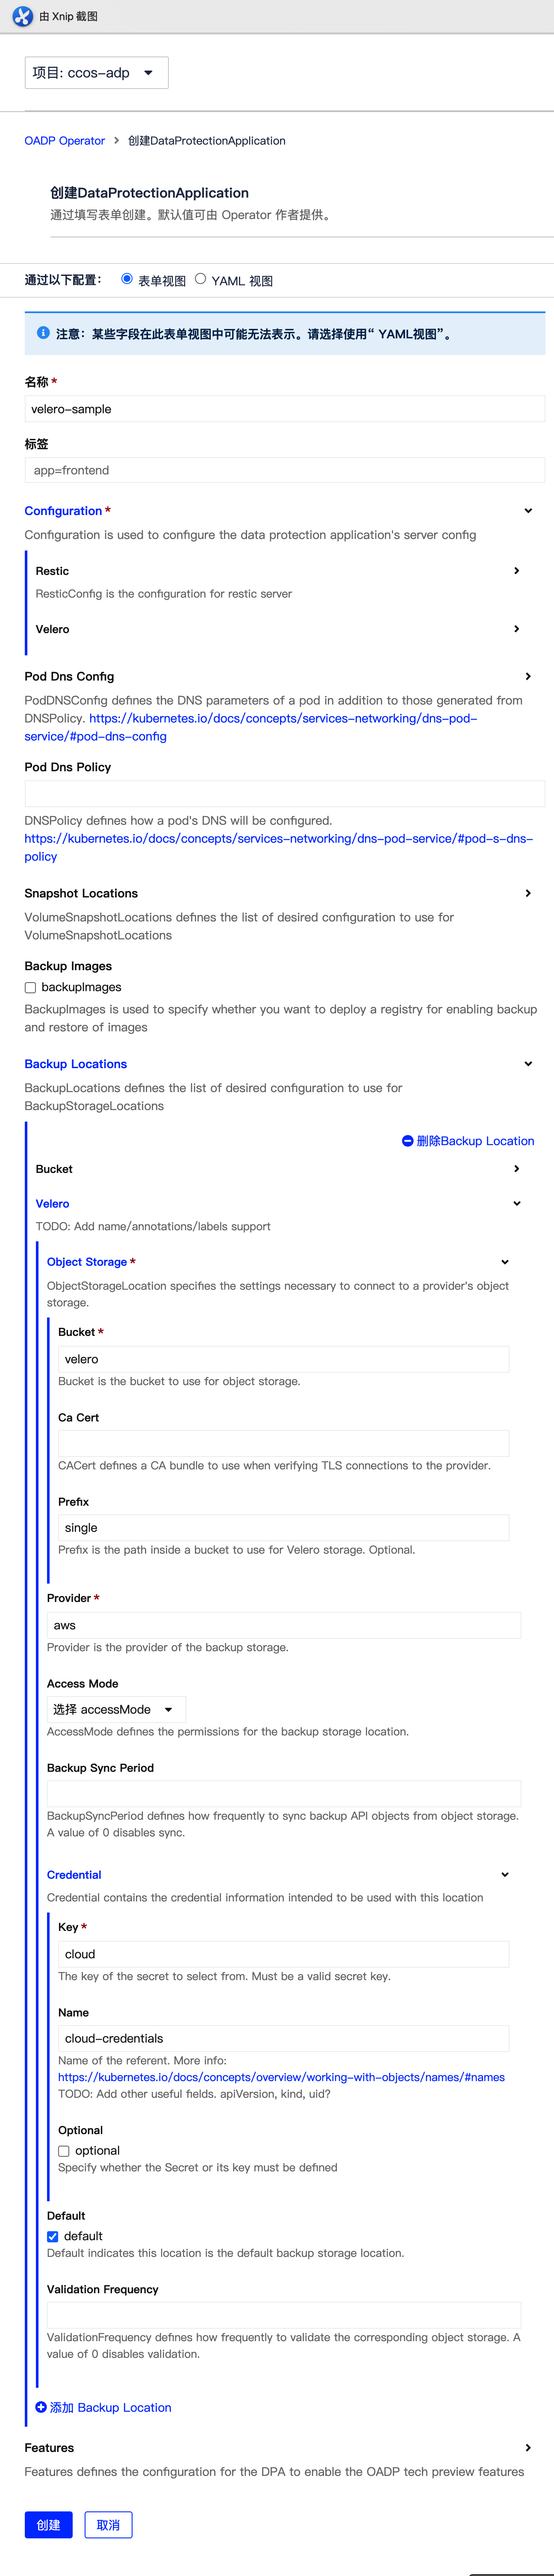 由 Xnip 截图
项目: ccos-adp
OADP Operator > 创建DataProtectionApplication
创建DataProtectionApplication
通过填写表单创建。默认值可由 Operator 作者提供。
通过以下配置: 表单视图 YAML 视图
注意：某些字段在此表单视图中可能无法表示。请选择使用“ YAML视图”。
名称 *
velero-sample
标签
app=frontend
Configuration *
Configuration is used to configure the data protection application's server config
Restic
ResticConfig is the configuration for restic server
Velero
Pod Dns Config
PodDNSConfig defines the DNS parameters of a pod in addition to those generated from
DNSPolicy. https://kubernetes.io/docs/concepts/services-networking/dns-pod-
service/#pod-dns-config
Pod Dns Policy
DNSPolicy defines how a pod's DNS will be configured.
https://kubernetes.io/docs/concepts/services-networking/dns-pod-service/#pod-s-dns-
policy
Snapshot Locations
VolumeSnapshotLocations defines the list of desired configuration to use for
VolumeSnapshotLocations
Backup Images
backupImages
BackupImages is used to specify whether you want to deploy a registry for enabling backup
and restore of images
Backup Locations
BackupLocations defines the list of desired configuration to use for
BackupStorageLocations
删除Backup Location
Bucket
Velero
TODO: Add name/annotations/labels support
Object Storage *
ObjectStorageLocation specifies the settings necessary to connect to a provider's object
storage.
Bucket *
velero
Bucket is the bucket to use for object storage.
Ca Cert
CACert defines a CA bundle to use when verifying TLS connections to the provider.
Prefix
single
Prefix is the path inside a bucket to use for Velero storage. Optional.
Provider *
aws
Provider is the provider of the backup storage.
Access Mode
选择 accessMode
AccessMode defines the permissions for the backup storage location.
Backup Sync Period
BackupSyncPeriod defines how frequently to sync backup API objects from object storage.
A value of 0 disables sync.
Credential
Credential contains the credential information intended to be used with this location
Key *
cloud
The key of the secret to select from. Must be a valid secret key.
Name
cloud-credentials
Name of the referent. More info:
https://kubernetes.io/docs/concepts/overview/working-with-objects/names/#names
TODO: Add other useful fields. apiVersion, kind, uid?
Optional
optional
Specify whether the Secret or its key must be defined
Default
default
Default indicates this location is the default backup storage location.
Validation Frequency
ValidationFrequency defines how frequently to validate the corresponding object storage. A
value of 0 disables validation.
添加 Backup Location
Features
Features defines the configuration for the DPA to enable the OADP tech preview features
创建 取消